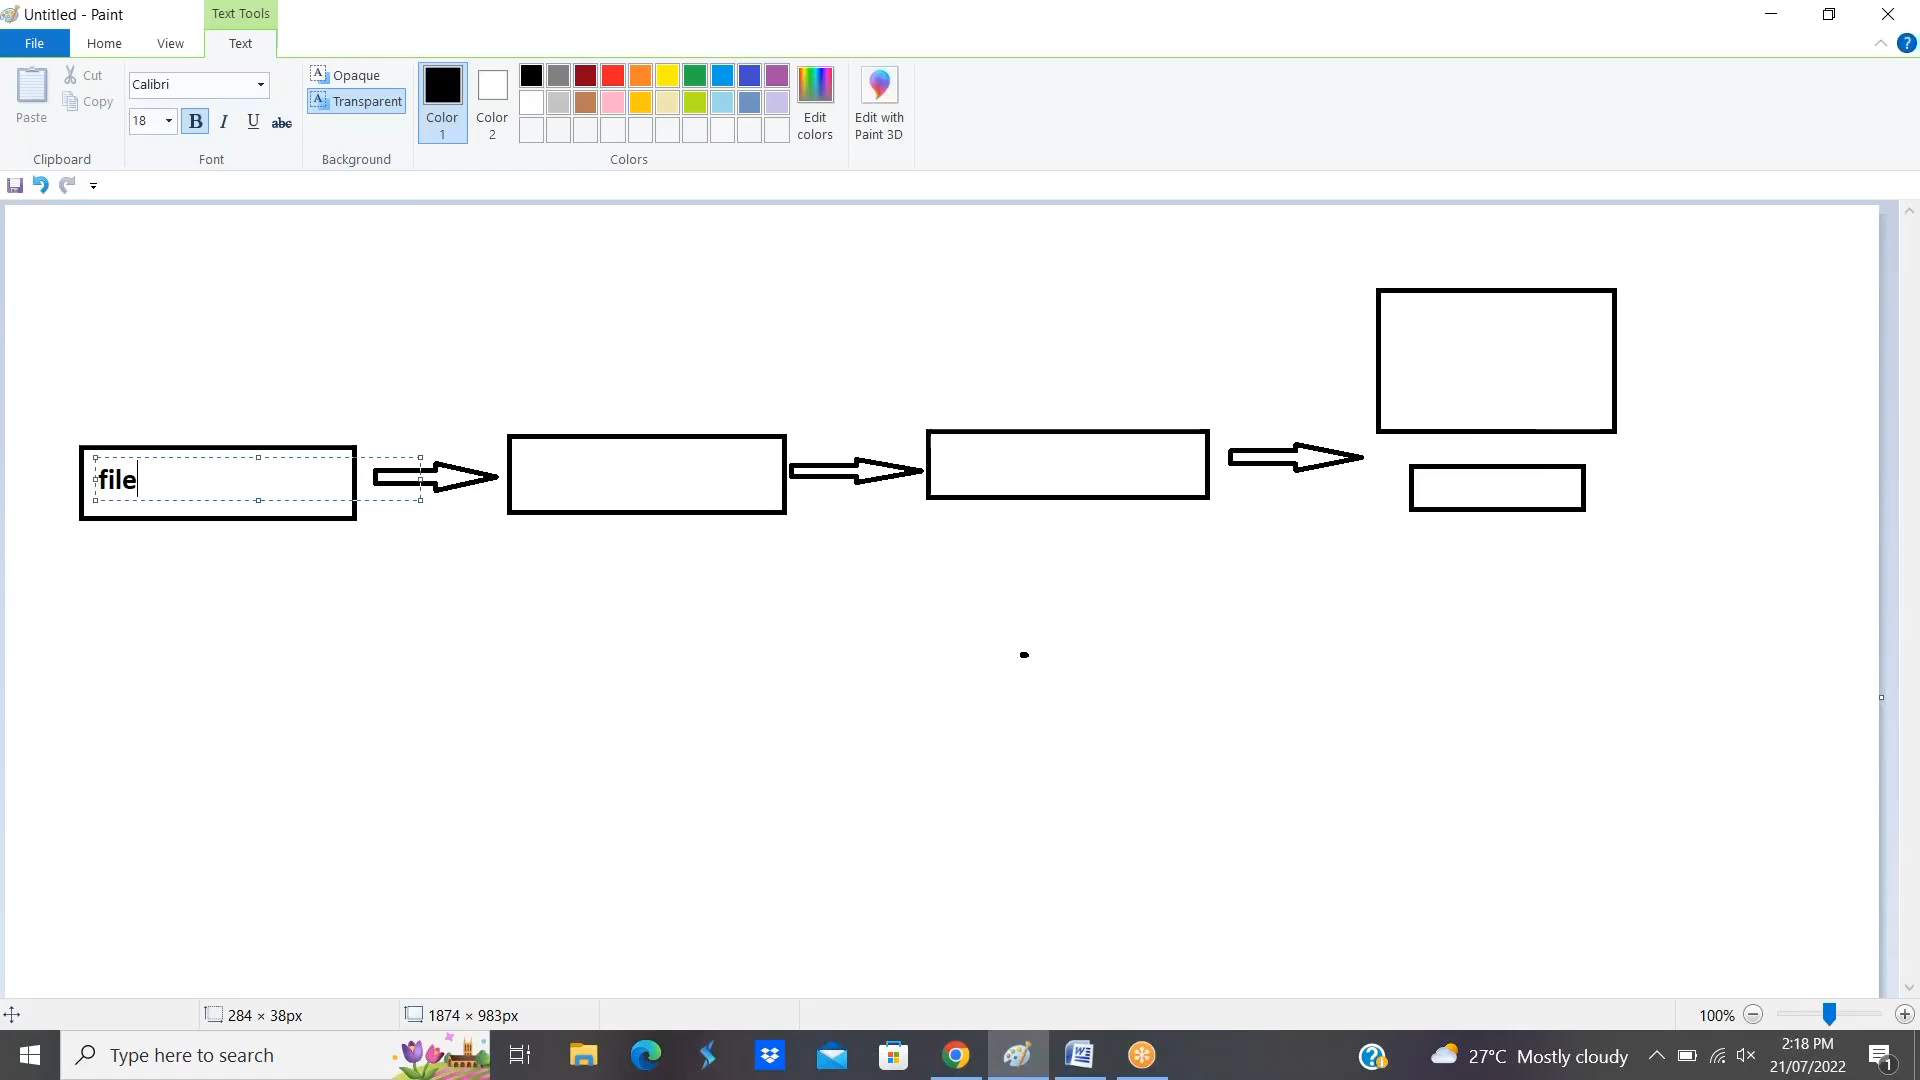 Untitled - Paint
Text Tools
File
Home
View
Text
Paste
Cut
Copy
Clipboard
Calibri
18
B
I
U
abc
Font
A Opaque
A Transparent
Background
Color
1
Color
2
Colors
Edit
colors
Edit with
Paint 3D
?
file
284 × 38px
1874 × 983px
100%
Type here to search
27°C Mostly cloudy
2:18 PM
21/07/2022
1